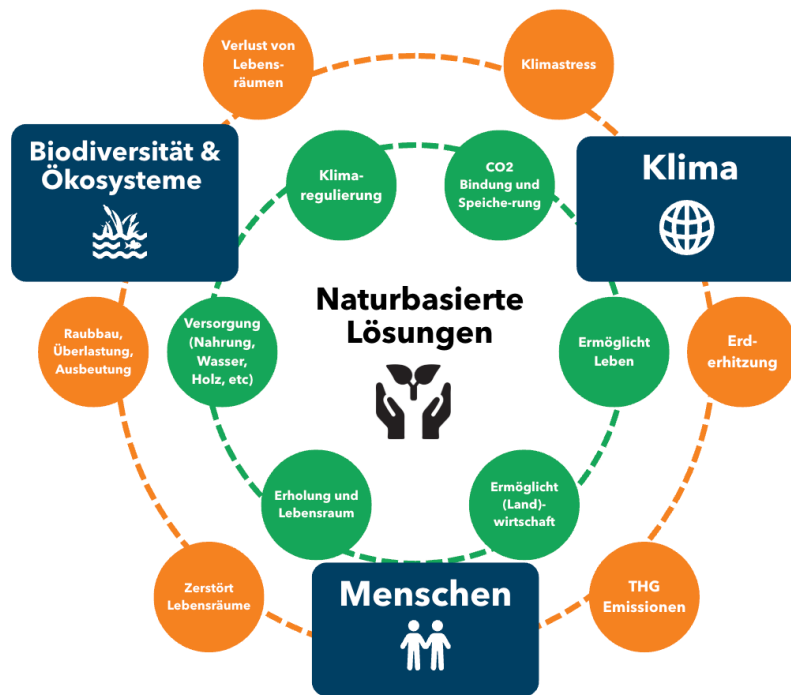 Verlust von
Lebens-
räumen
Klimastress
Biodiversität &
Ökosysteme
Klima-
regulierung
CO2
Bindung und
Speiche-rung
Klima
Naturbasierte
Lösungen
Raubbau,
Überlastung,
Ausbeutung
Versorgung
(Nahrung,
Wasser,
Holz, etc)
Ermöglicht
Leben
Erd-
erhitzung
Erholung und
Lebensraum
Ermöglicht
(Land)-
wirtschaft
Zerstört
Lebensräume
Menschen
THG
Emissionen